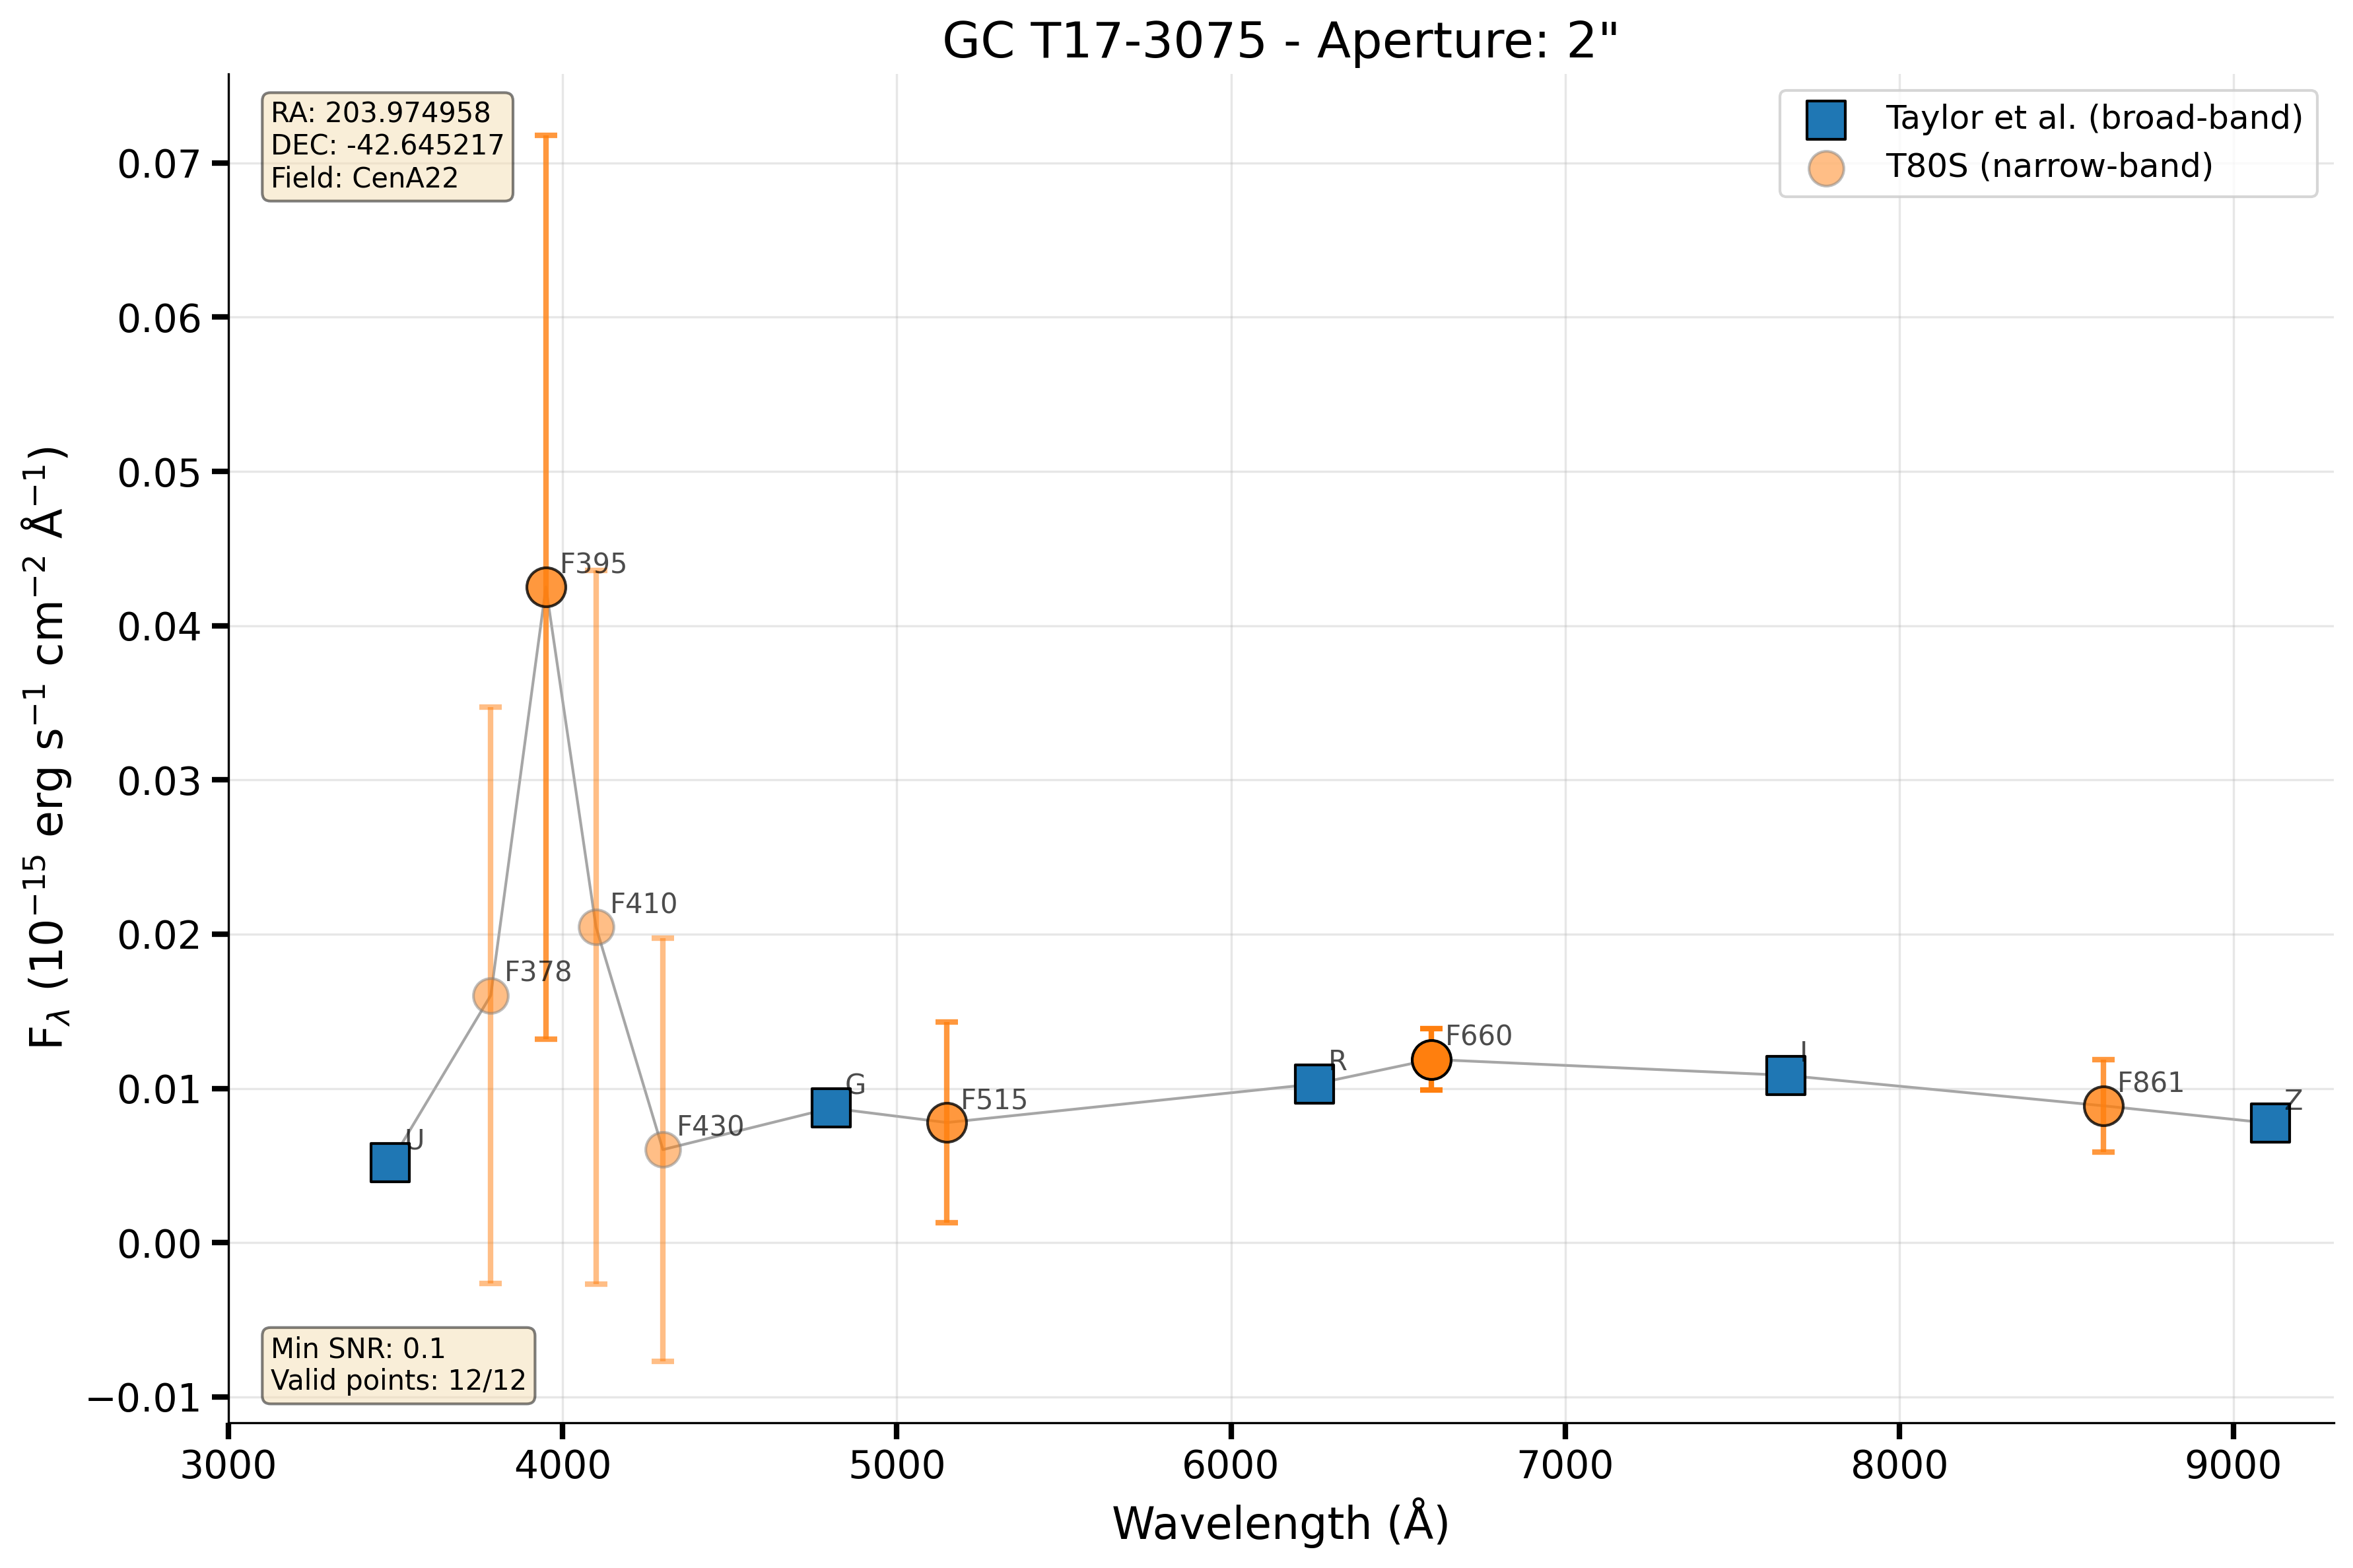 GC T17-3075 - Aperture: 2"
RA: 203.974958
DEC: -42.645217
Field: CenA22
Taylor et al. (broad-band)
T80S (narrow-band)
F$_λ$ (10$^{-15}$ erg s$^{-1}$ cm$^{-2}$ Å$^{-1}$)
0.07
0.06
0.05
0.04
0.03
0.02
0.01
0.00
−0.01
F395
F410
F378
F430
U
G
F515
R
F660
I
F861
Z
Min SNR: 0.1
Valid points: 12/12
3000 4000 5000 6000 7000 8000 9000
Wavelength (Å)